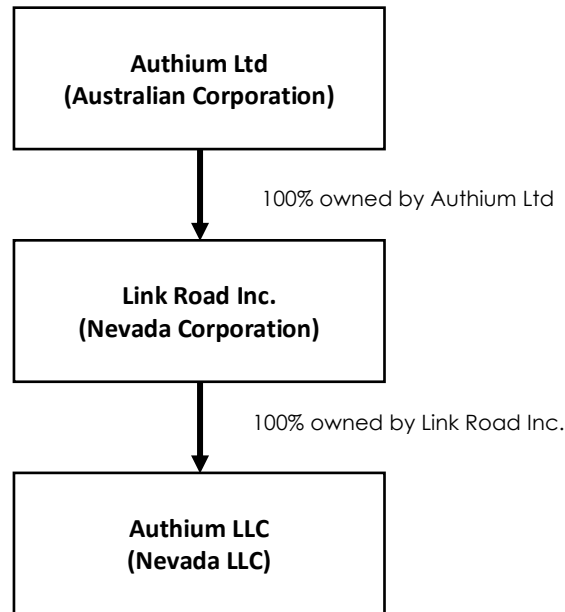 Authium Ltd
(Australian Corporation)
100% owned by Authium Ltd
Link Road Inc.
(Nevada Corporation)
100% owned by Link Road Inc.
Authium LLC
(Nevada LLC)